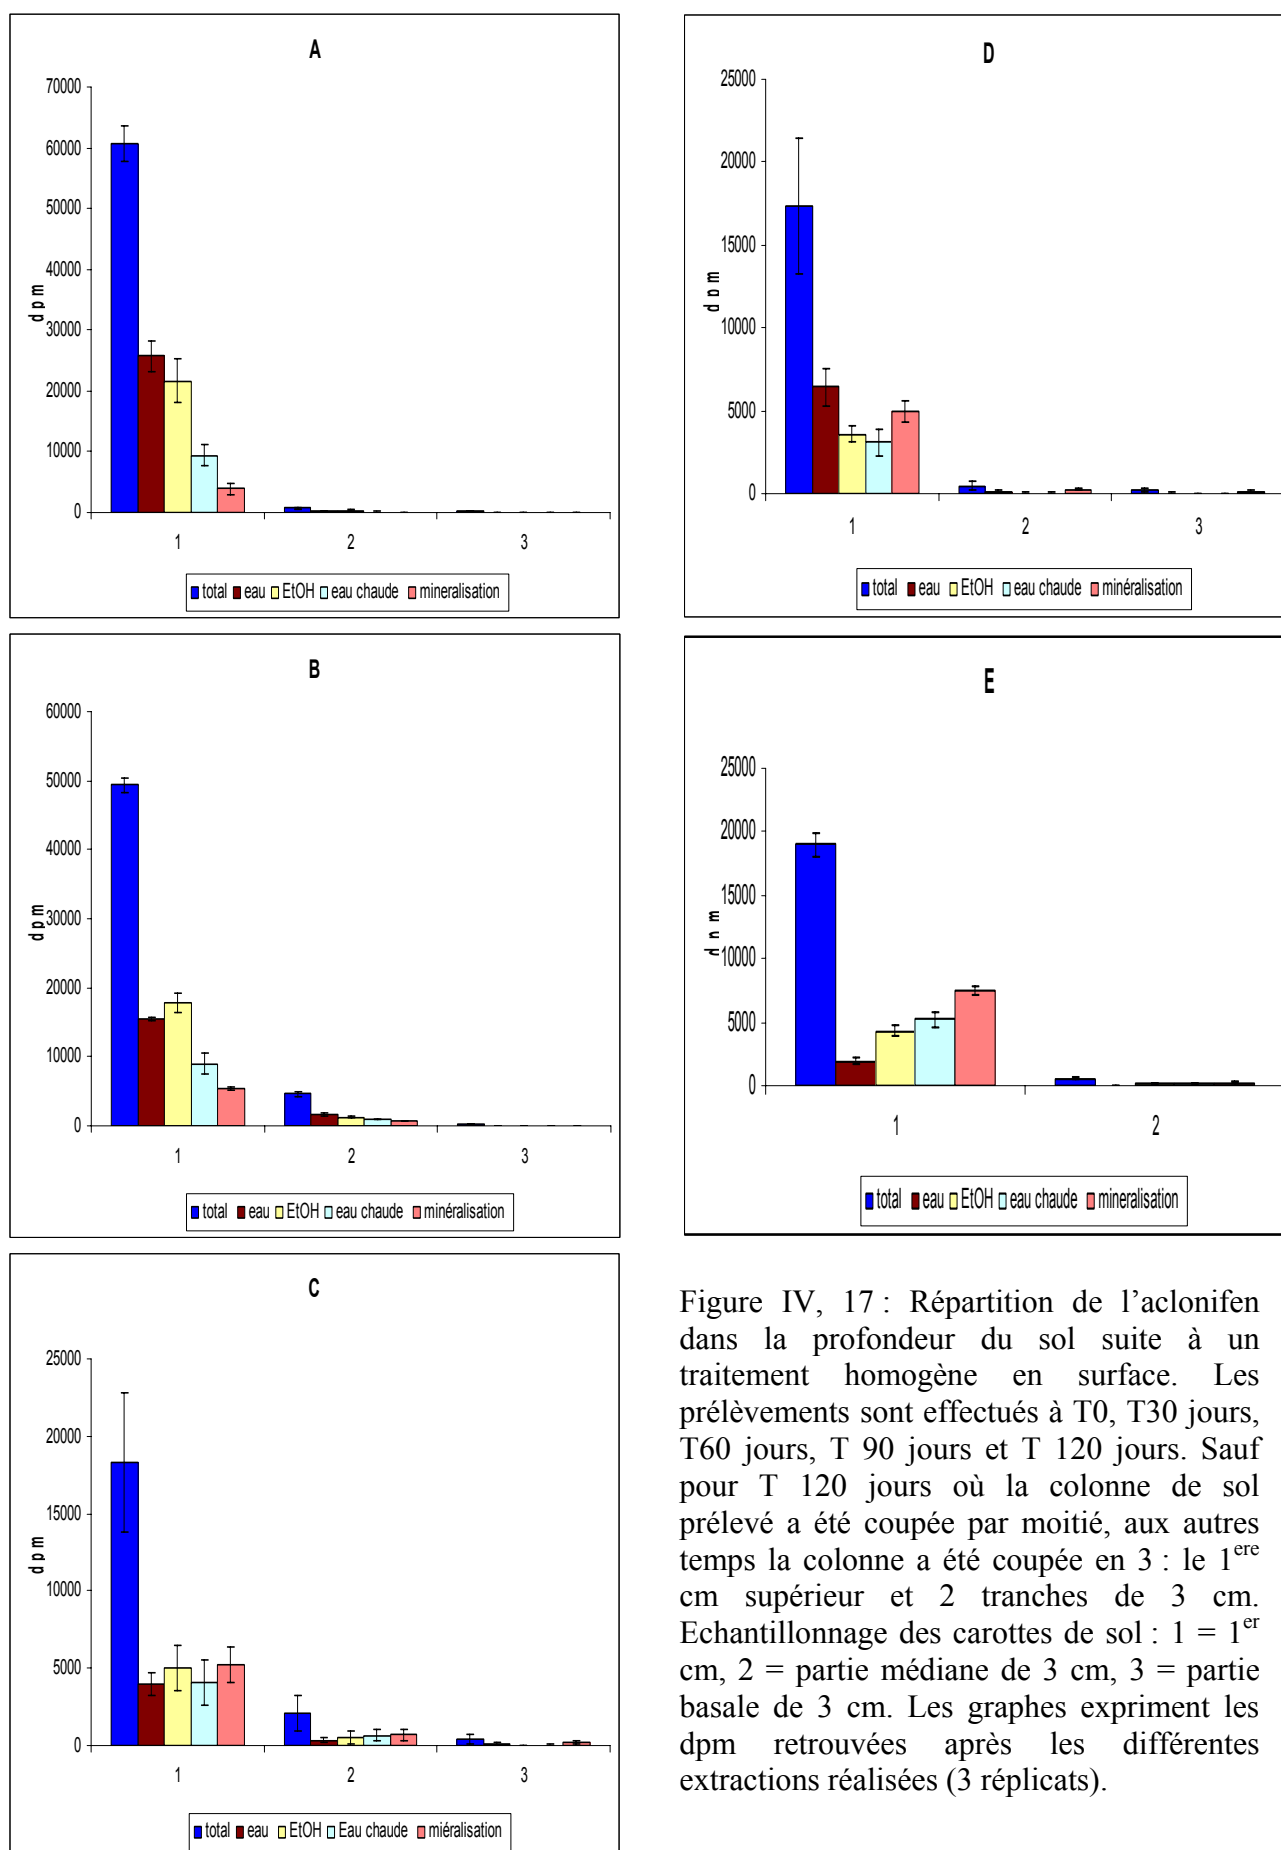 A
70000
60000
50000
40000
30000
20000
10000
0
dpm
1 2 3
total eau EtOH eau chaude mineralisation
B
60000
50000
40000
30000
20000
10000
0
dpm
1 2 3
total eau EtOH eau chaude minéralisation
C
25000
20000
15000
10000
5000
0
dpm
1 2 3
total eau EtOH Eau chaude miéralisation
D
25000
20000
15000
10000
5000
0
dpm
1 2 3
total eau EtOH eau chaude minéralisation
E
25000
20000
15000
10000
5000
0
dpm
1 2
total eau EtOH eau chaude mineralisation
Figure IV, 17 : Répartition de l’aclonifen
dans la profondeur du sol suite à un
traitement homogène en surface. Les
prélèvements sont effectués à T0, T30 jours,
T60 jours, T 90 jours et T 120 jours. Sauf
pour T 120 jours où la colonne de sol
prélevé a été coupée par moitié, aux autres
temps la colonne a été coupée en 3 : le 1ere
cm supérieur et 2 tranches de 3 cm.
Echantillonnage des carottes de sol : 1 = 1er
cm, 2 = partie médiane de 3 cm, 3 = partie
basale de 3 cm. Les graphes expriment les
dpm retrouvées après les différentes
extractions réalisées (3 réplicats).